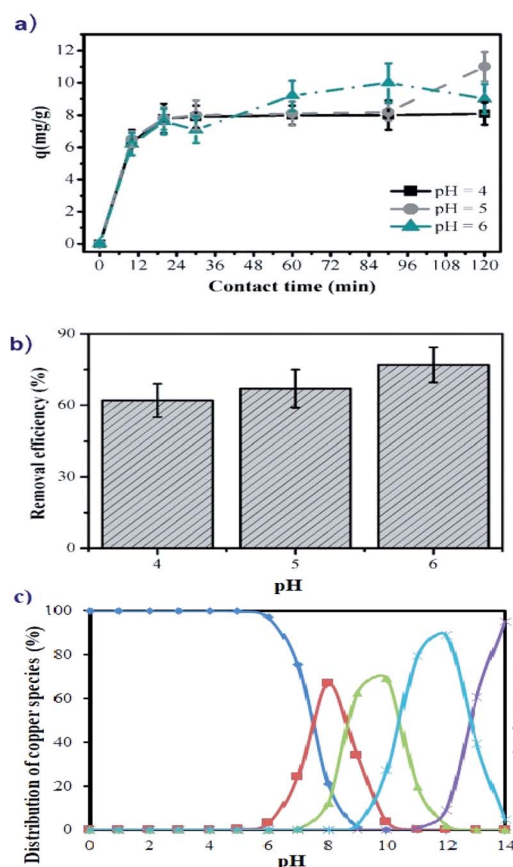 a)
q(mg/g)
12
10
8
6
4
2
0
pH = 4
pH = 5
pH = 6
0 12 24 36 48 60 72 84 96 108 120
Contact time (min)
b)
Removal efficiency (%)
90
60
30
0
4 5 6
pH
c)
Distribution of copper species (%)
100
80
60
40
20
0
0 2 4 6 8 10 12 14
pH